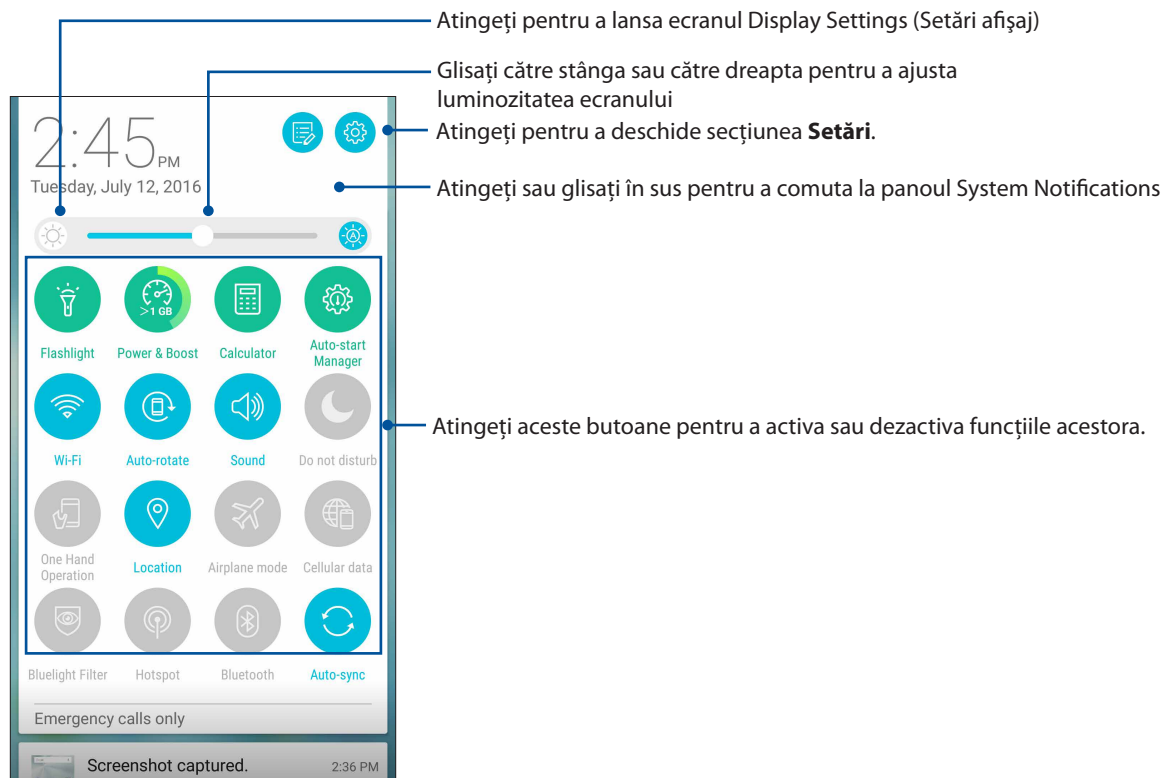 Atingeți pentru a lansa ecranul Display Settings (Setări afişaj)
Glisați către stânga sau către dreapta pentru a ajusta
luminozitatea ecranului
Atingeți pentru a deschide secțiunea Setări.
Atingeți sau glisați în sus pentru a comuta la panoul System Notifications
2:45 PM
Tuesday, July 12, 2016
A
>1 GB
Flashlight Power & Boost Calculator Auto-start
Manager
Atingeți aceste butoane pentru a activa sau dezactiva funcțiile acestora.
Wi-Fi Auto-rotate Sound Do not disturb
One Hand
Operation Location Airplane mode Cellular data
Bluelight Filter Hotspot Bluetooth Auto-sync
Emergency calls only
Screenshot captured. 2:36 PM